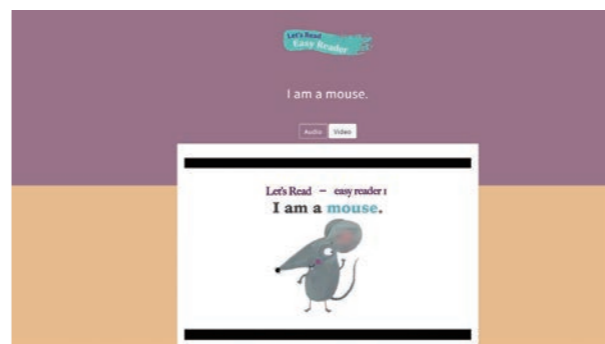 Let's Read
Easy Reader
I am a mouse.
Audio Video
Let's Read – easy reader 1
I am a mouse.